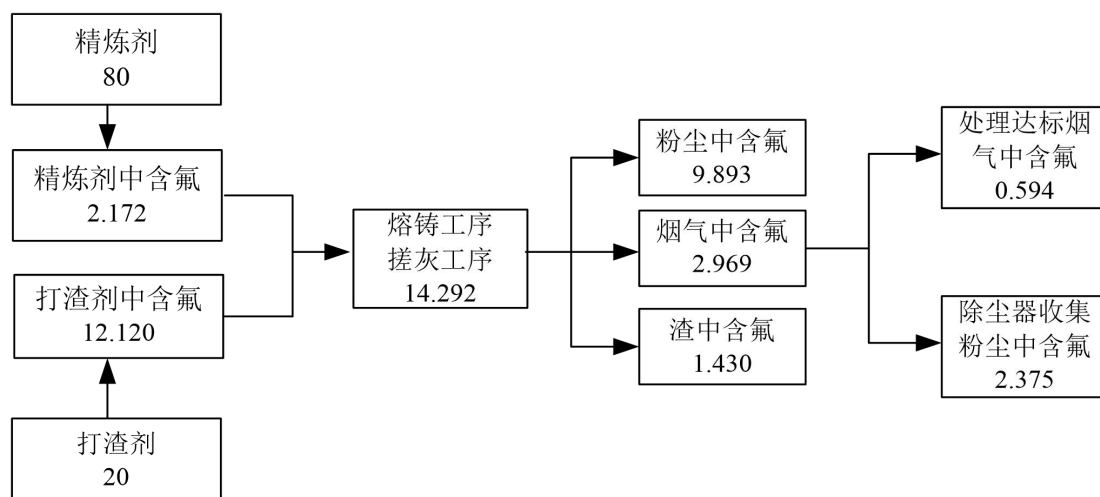 精炼剂
80
精炼剂中含氟
2.172
打渣剂中含氟
12.120
打渣剂
20
熔铸工序
搓灰工序
14.292
粉尘中含氟
9.893
烟气中含氟
2.969
渣中含氟
1.430
处理达标烟
气中含氟
0.594
除尘器收集
粉尘中含氟
2.375